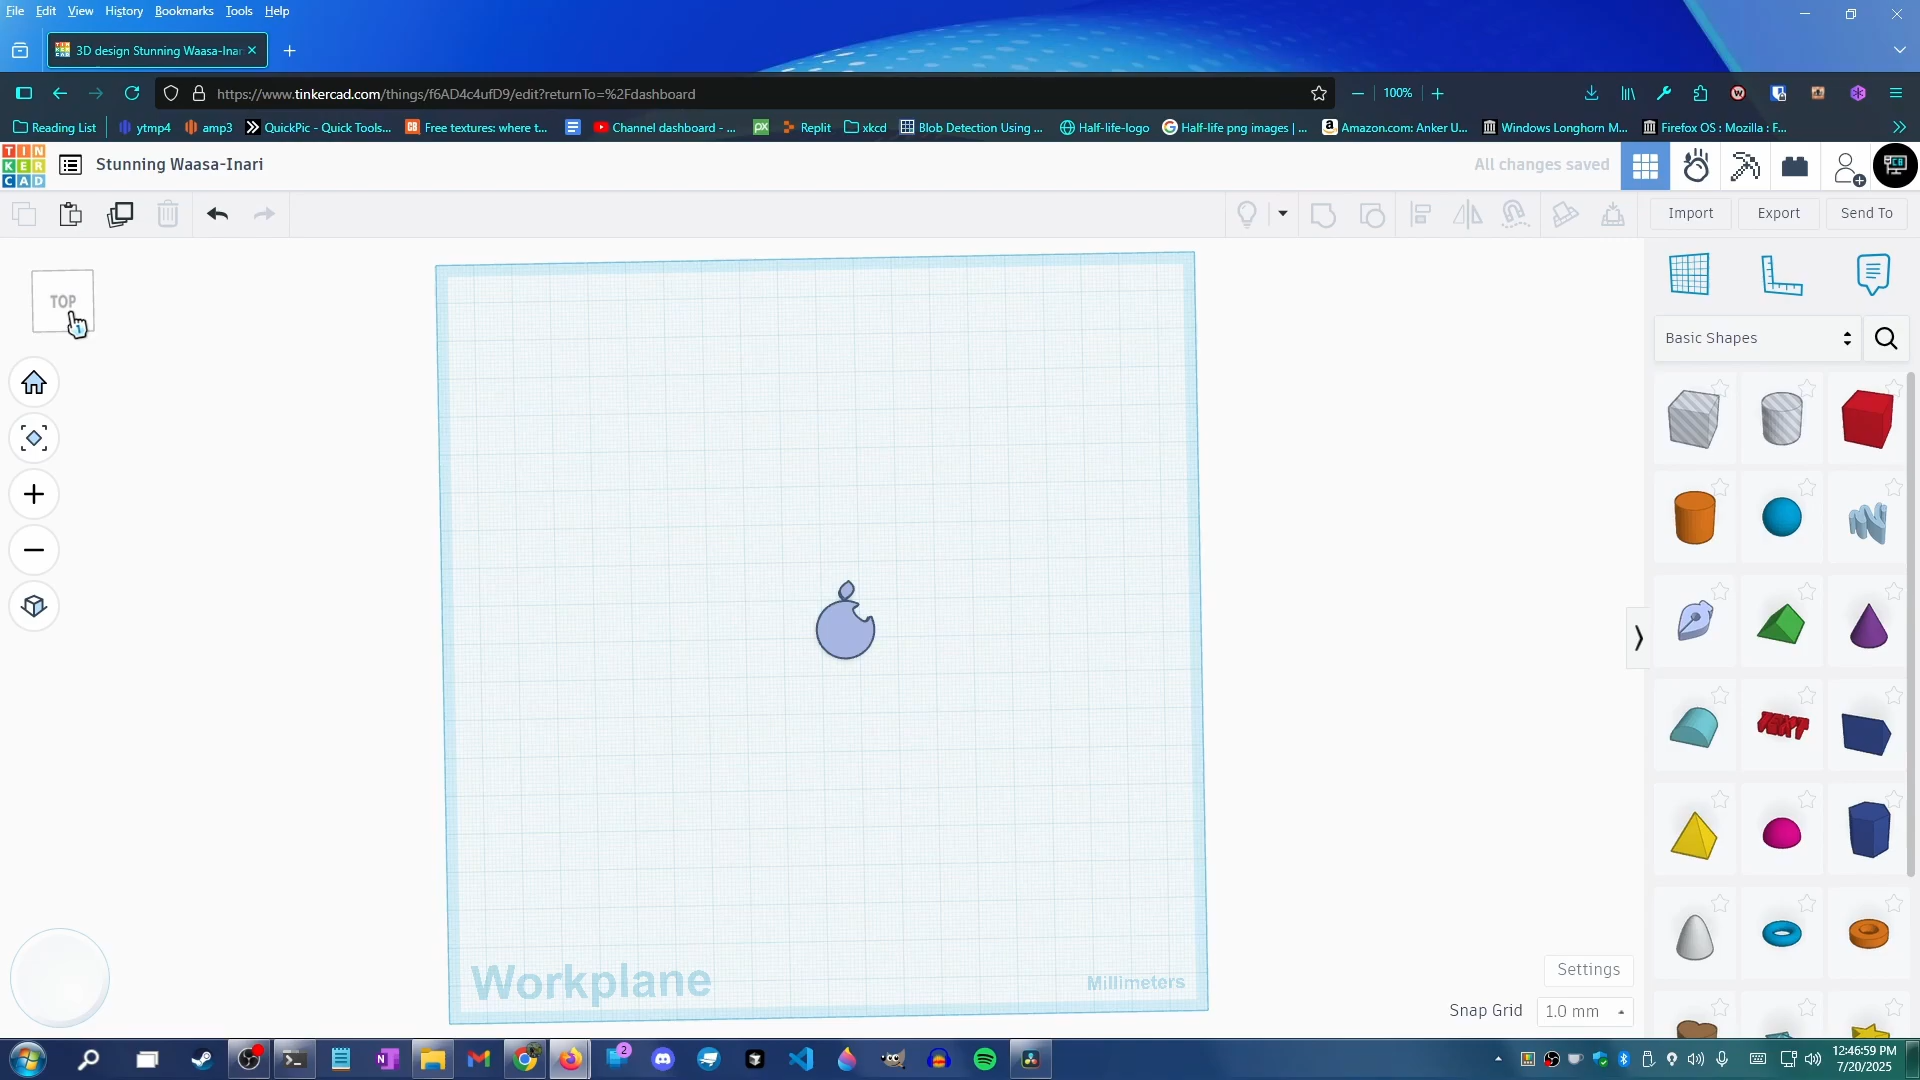 File Edit View History Bookmarks Tools Help
3D design Stunning Waasa-Inar
https://www.tinkercad.com/things/f6AD4c4ufD9/edit?returnTo=%2Fdashboard
100%
Reading List ytmp4 amp3 QuickPic - Quick Tools... Free textures: where t... Channel dashboard - ... Replit xkcd Blob Detection Using ... Half-life-logo Half-life png images | ... Amazon.com: Anker U... Windows Longhorn M... Firefox OS : Mozilla : F...
TIN
KER
CAD
Stunning Waasa-Inari
All changes saved
Import
Export
Send To
TOP
Basic Shapes
TEXT
Workplane
Millimeters
Settings
Snap Grid
1.0 mm
2
12:46:59 PM
7/20/2025